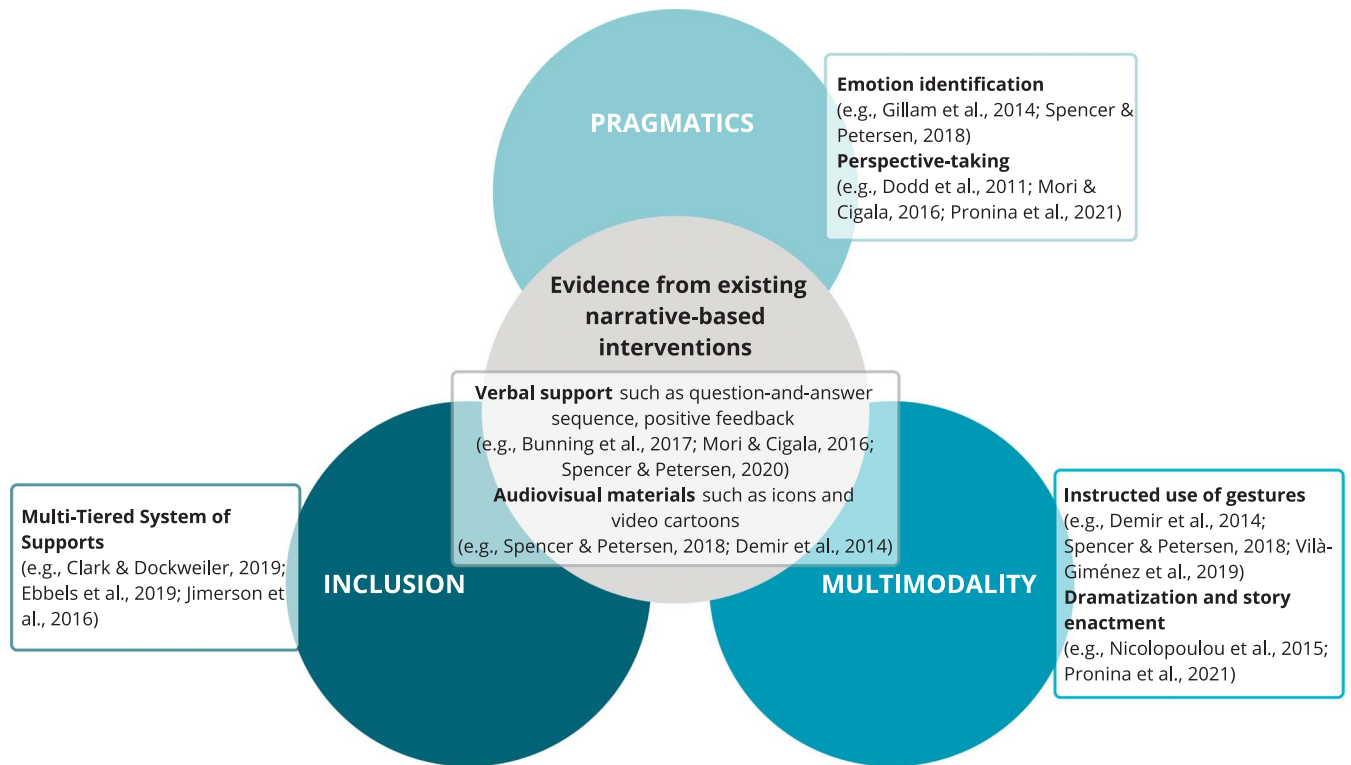 PRAGMATICS
Emotion identification
(e.g., Gillam et al., 2014; Spencer &
Petersen, 2018)
Perspective-taking
(e.g., Dodd et al., 2011; Mori &
Cigala, 2016; Pronina et al., 2021)
Evidence from existing
narrative-based
interventions
Verbal support such as question-and-answer
sequence, positive feedback
(e.g., Bunning et al., 2017; Mori & Cigala, 2016;
Spencer & Petersen, 2020)
Audiovisual materials such as icons and
video cartoons
(e.g., Spencer & Petersen, 2018; Demir et al., 2014)
Multi-Tiered System of
Supports
(e.g., Clark & Dockweiler, 2019;
Ebbels et al., 2019; Jimerson et
al., 2016)
INCLUSION
MULTIMODALITY
Instructed use of gestures
(e.g., Demir et al., 2014;
Spencer & Petersen, 2018; Vilà-
Giménez et al., 2019)
Dramatization and story
enactment
(e.g., Nicolopoulou et al., 2015;
Pronina et al., 2021)